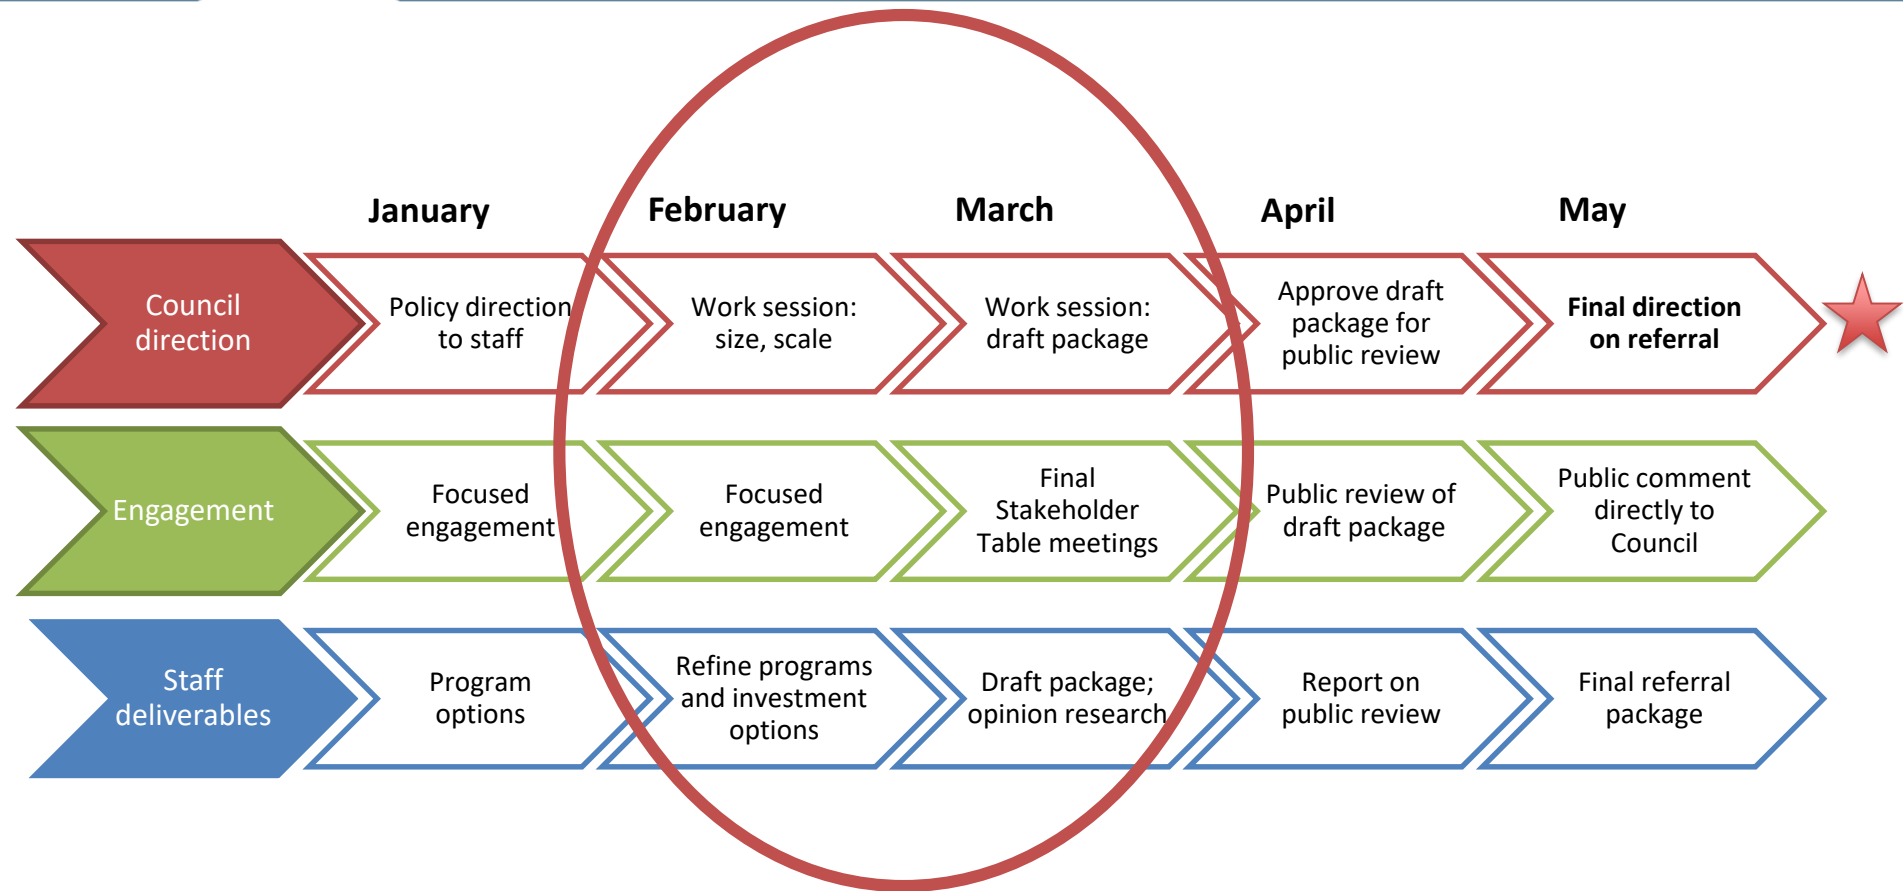 January
February
March
April
May
Council
direction
Policy direction
to staff
Work session:
size, scale
Work session:
draft package
Approve draft
package for
public review
Final direction
on referral
Engagement
Focused
engagement
Focused
engagement
Final
Stakeholder
Table meetings
Public review of
draft package
Public comment
directly to
Council
Staff
deliverables
Program
options
Refine programs
and investment
options
Draft package;
opinion research
Report on
public review
Final referral
package